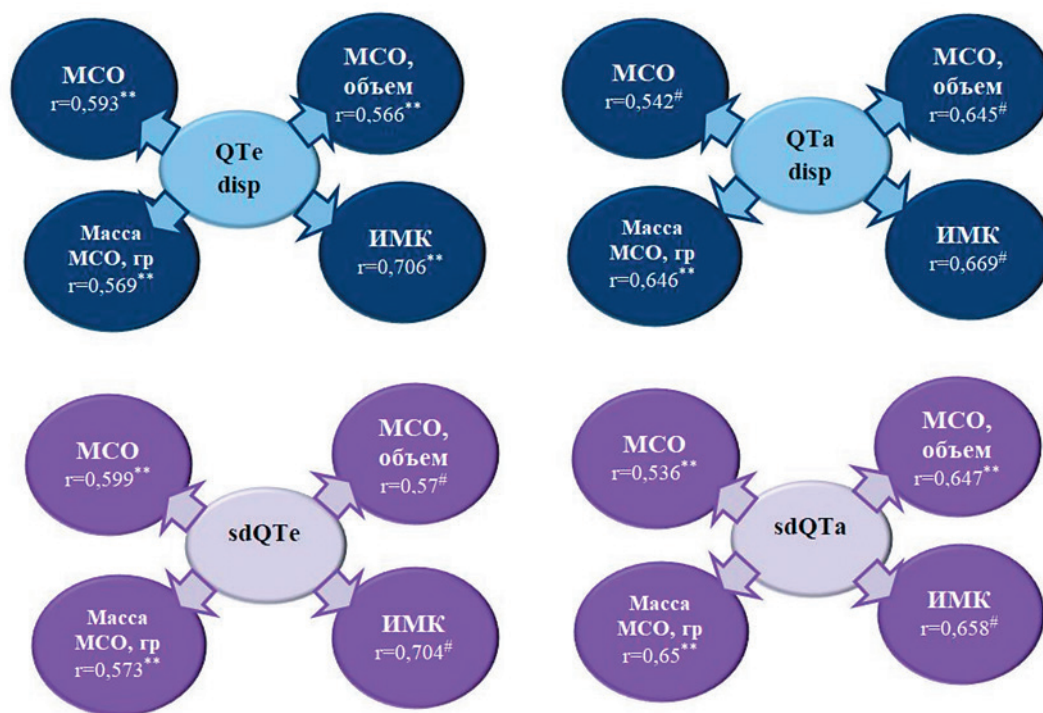 МСО
r=0,593**
МСО,
объем
r=0,566**
QTe
disp
Масса
МСО, гр
r=0,569**
ИМК
r=0,706**
МСО
r=0,542#
МСО,
объем
r=0,645#
QTa
disp
Масса
МСО, гр
r=0,646**
ИМК
r=0,669#
МСО
r=0,599**
МСО,
объем
r=0,57#
sdQTe
Масса
МСО, гр
r=0,573**
ИМК
r=0,704#
МСО
r=0,536**
МСО,
объем
r=0,647**
sdQTa
Масса
МСО, гр
r=0,65**
ИМК
r=0,658#